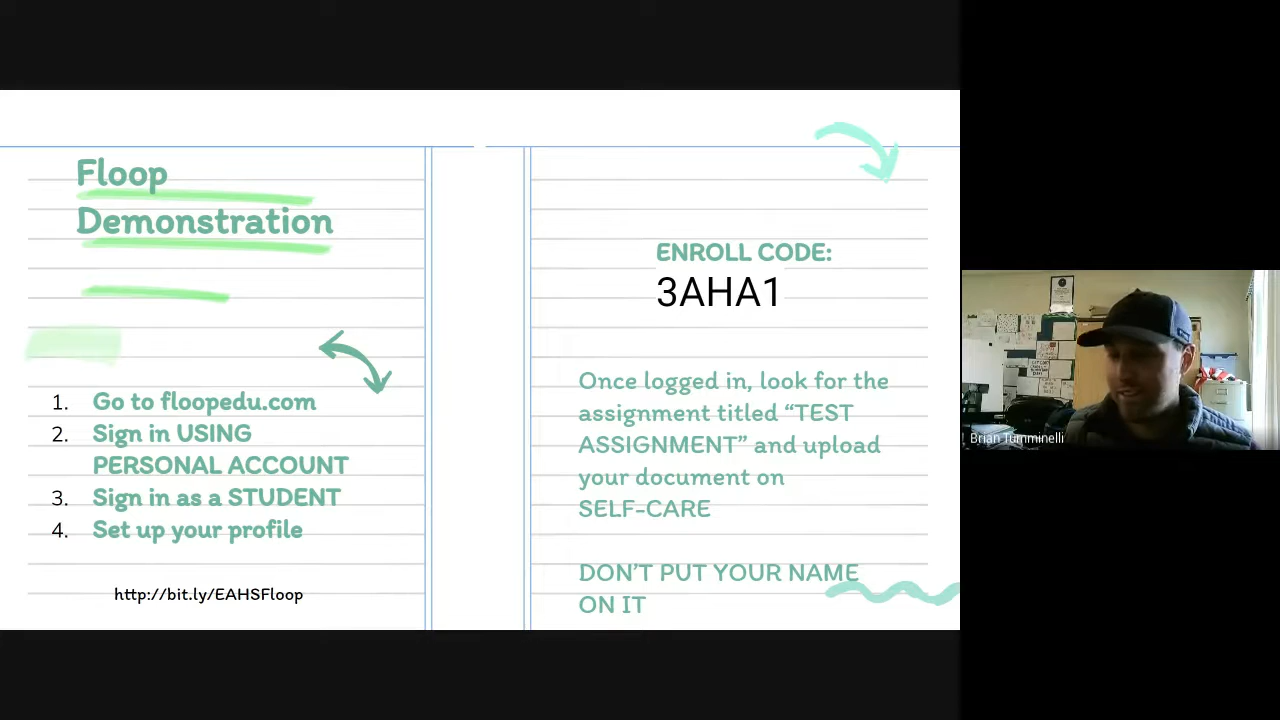 Floop
Demonstration
1. Go to floopedu.com
2. Sign in USING
PERSONAL ACCOUNT
3. Sign in as a STUDENT
4. Set up your profile
http://bit.ly/EAHSFloop
ENROLL CODE:
3AHA1
Once logged in, look for the
assignment titled “TEST
ASSIGNMENT” and upload
your document on
SELF-CARE
DON’T PUT YOUR NAME
ON IT
Brian Tumminelli